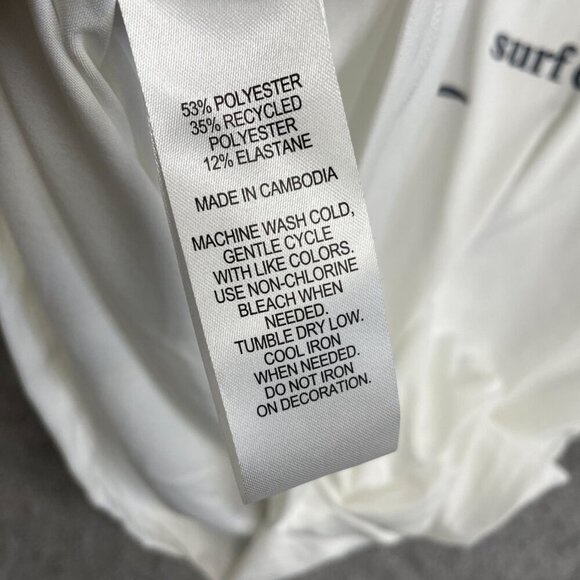 surf
53% POLYESTER
35% RECYCLED
POLYESTER
12% ELASTANE
MADE IN CAMBODIA
MACHINE WASH COLD,
GENTLE CYCLE
WITH LIKE COLORS.
USE NON-CHLORINE
BLEACH WHEN
NEEDED.
TUMBLE DRY LOW.
COOL IRON
WHEN NEEDED.
DO NOT IRON
ON DECORATION.